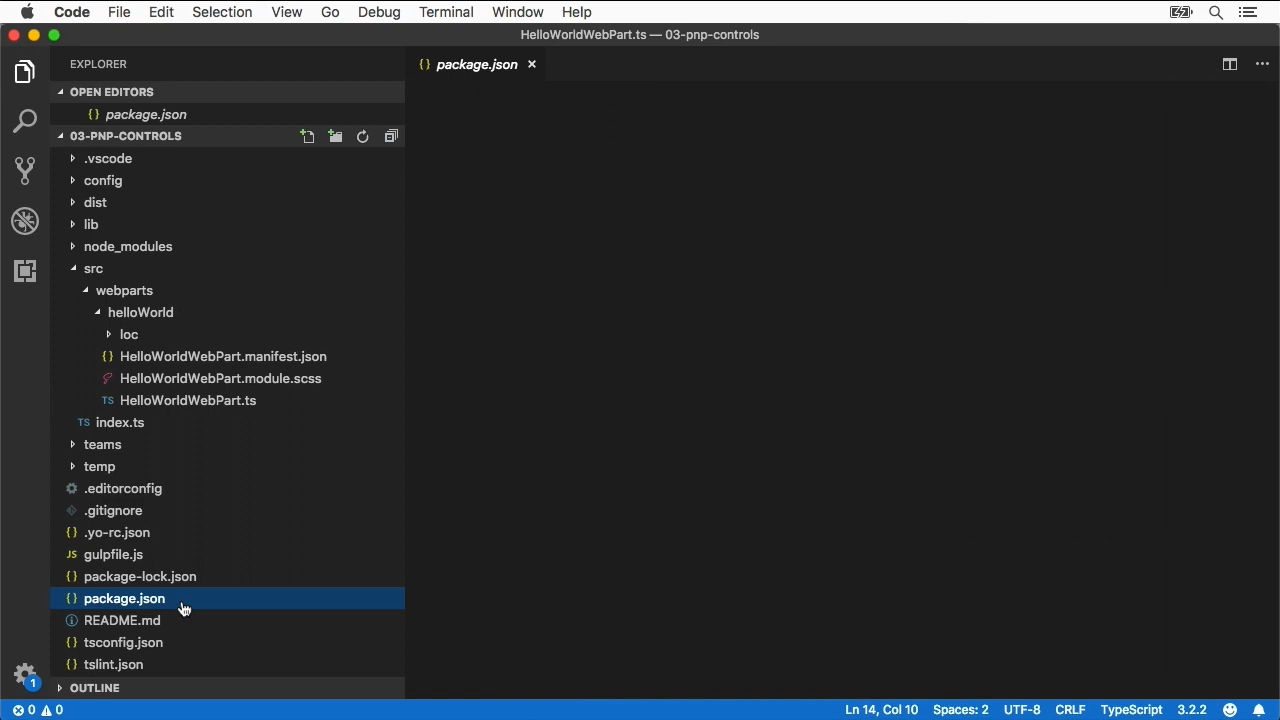 Code File Edit Selection View Go Debug Terminal Window Help
HelloWorldWebPart.ts — 03-pnp-controls
EXPLORER
{} package.json ×
OPEN EDITORS
{} package.json
03-PNP-CONTROLS
.vscode
config
dist
lib
node_modules
src
webparts
helloWorld
loc
{} HelloWorldWebPart.manifest.json
HelloWorldWebPart.module.scss
TS HelloWorldWebPart.ts
TS index.ts
teams
temp
.editorconfig
.gitignore
{} .yo-rc.json
JS gulpfile.js
{} package-lock.json
{} package.json
README.md
{} tsconfig.json
{} tslint.json
1
OUTLINE
0 0 Ln 14, Col 10 Spaces: 2 UTF-8 CRLF TypeScript 3.2.2